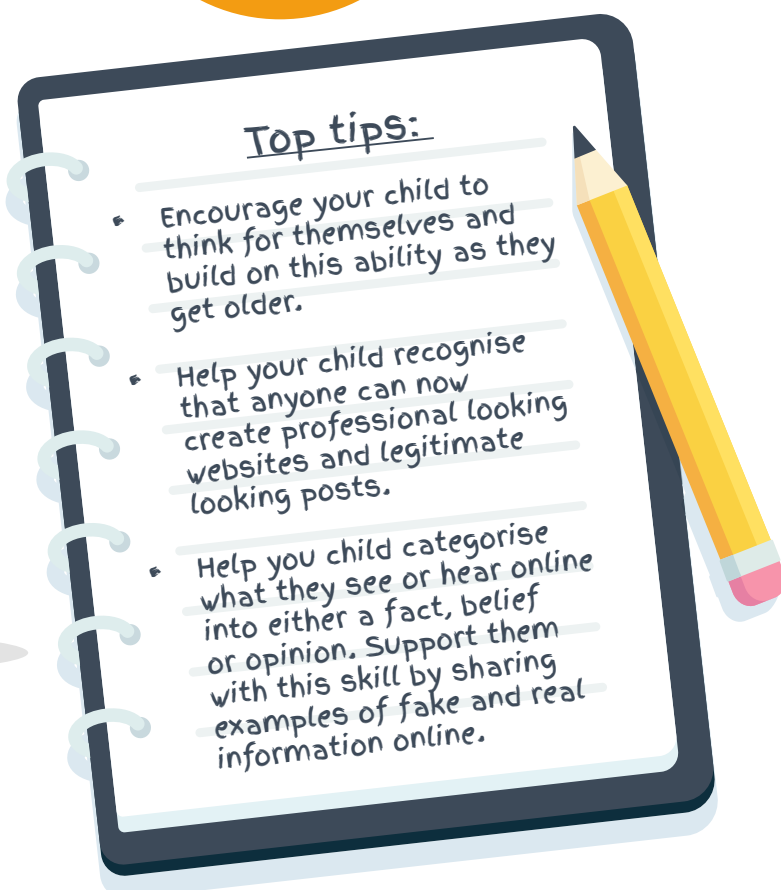 Top tips:
Encourage your child to
think for themselves and
build on this ability as they
get older.
Help your child recognise
that anyone can now
create professional looking
websites and legitimate
looking posts.
Help you child categorise
what they see or hear online
into either a fact, belief
or opinion. Support them
with this skill by sharing
examples of fake and real
information online.